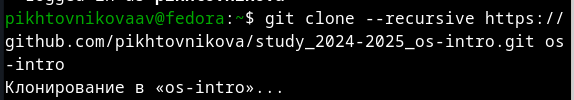 pikhtovnikovaav@fedora:~$ git clone --recursive https://
github.com/pikhtovnikova/study_2024-2025_os-intro.git os
-intro
Клонирование в «os-intro»...